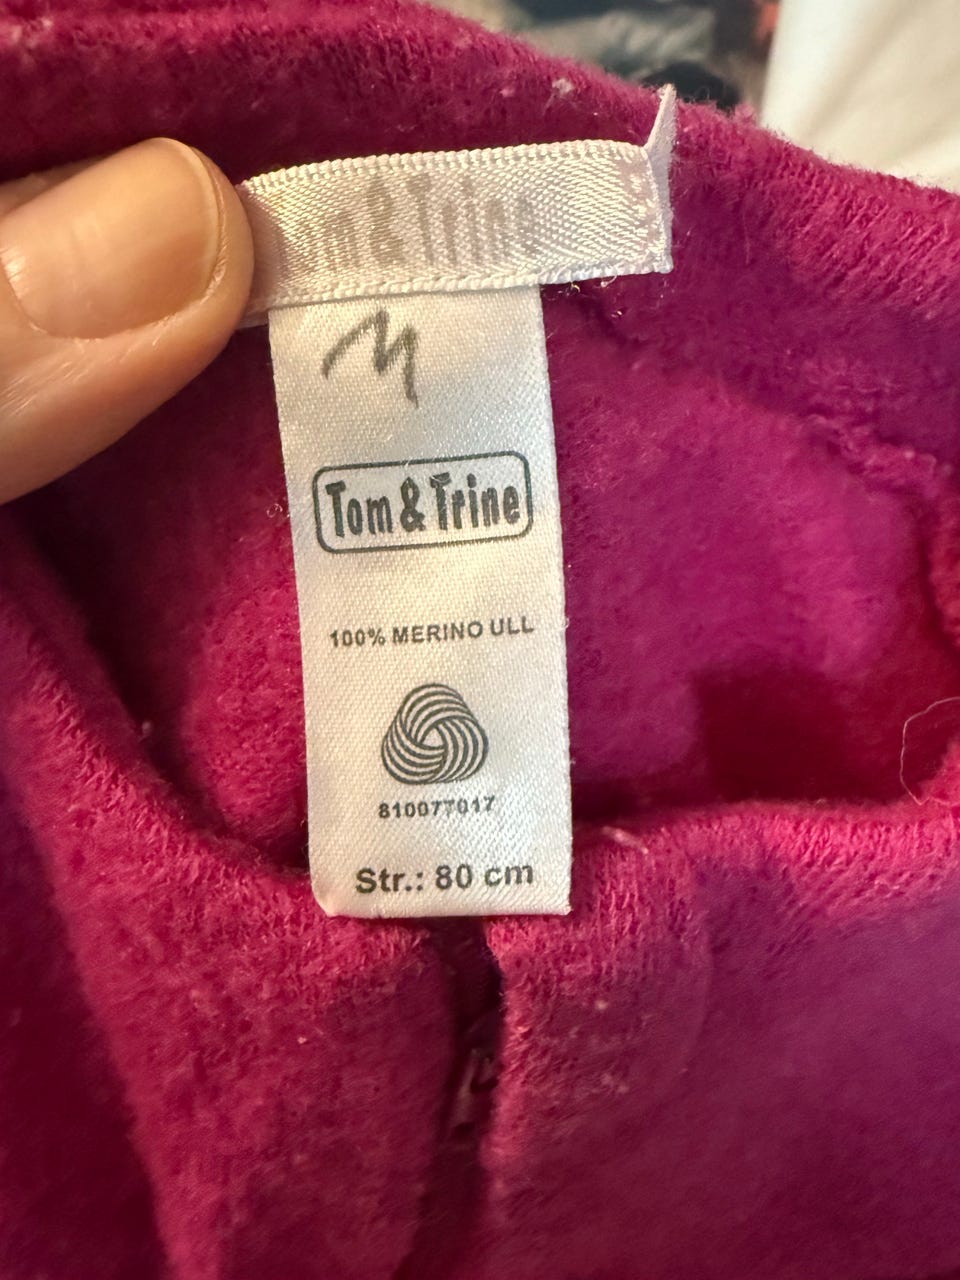 & Trine
M
Tom & Trine
100% MERINO ULL
810077017
Str.: 80 cm